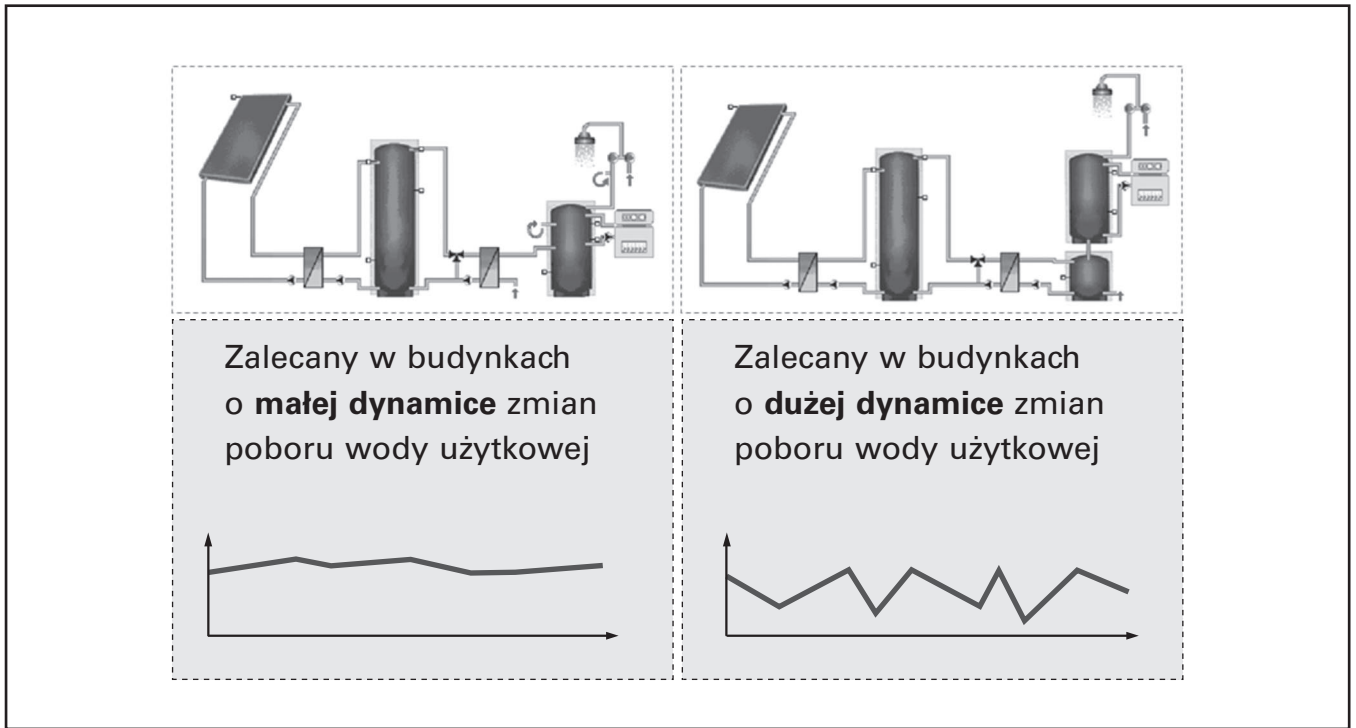 Zalecany w budynkach
o małej dynamice zmian
poboru wody użytkowej
Zalecany w budynkach
o dużej dynamice zmian
poboru wody użytkowej